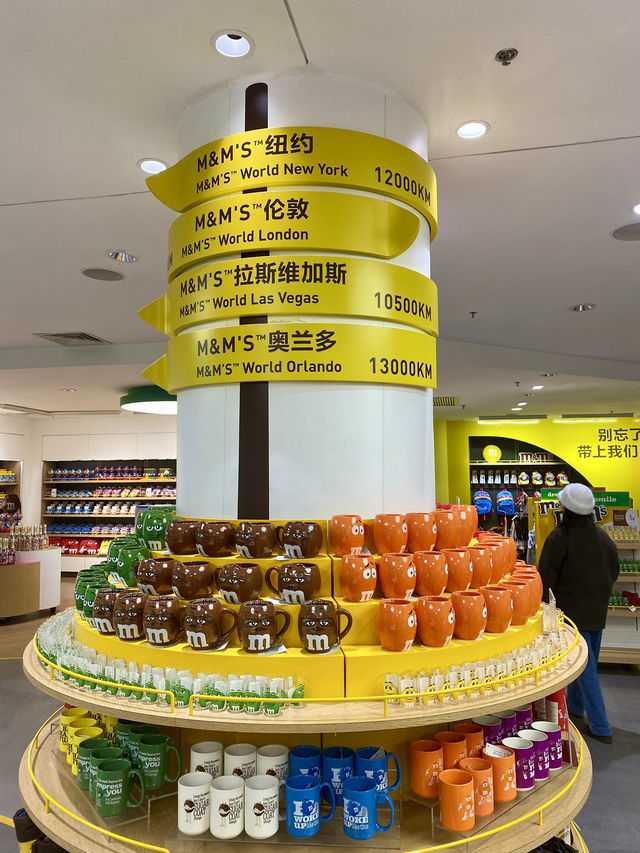 M&M'S™纽约
M&M'S™ World New York
12000KM
M&M'S™伦敦
M&M'S™ World London
M&M'S™拉斯维加斯
M&M'S™ World Las Vegas
10500KM
M&M'S™奥兰多
M&M'S™ World Orlando
13000KM
别忘了
带上我们
m&m's
m
m
m
m
I
WOKE
UP